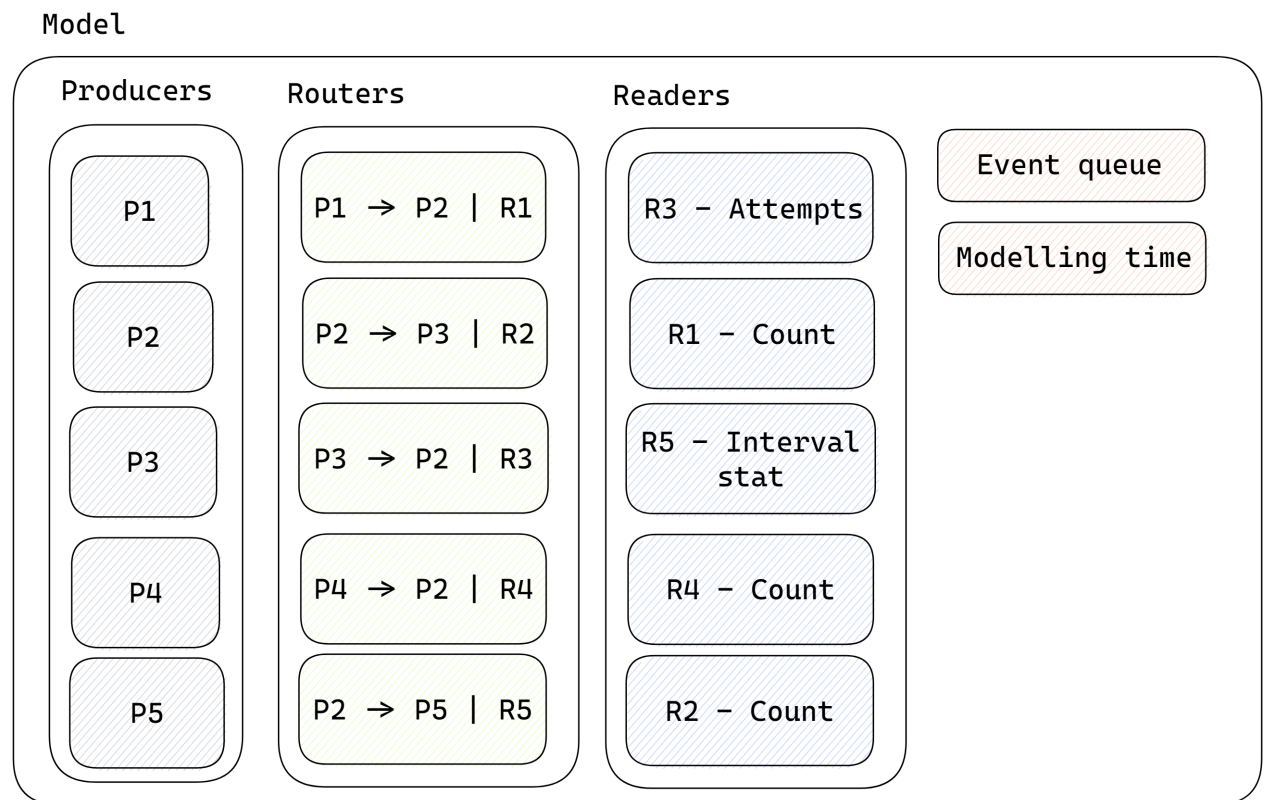 Model
Producers
P1
P2
P3
P4
P5
Routers
P1 → P2 | R1
P2 → P3 | R2
P3 → P2 | R3
P4 → P2 | R4
P2 → P5 | R5
Readers
R3 − Attempts
R1 − Count
R5 − Interval
stat
R4 − Count
R2 − Count
Event queue
Modelling time